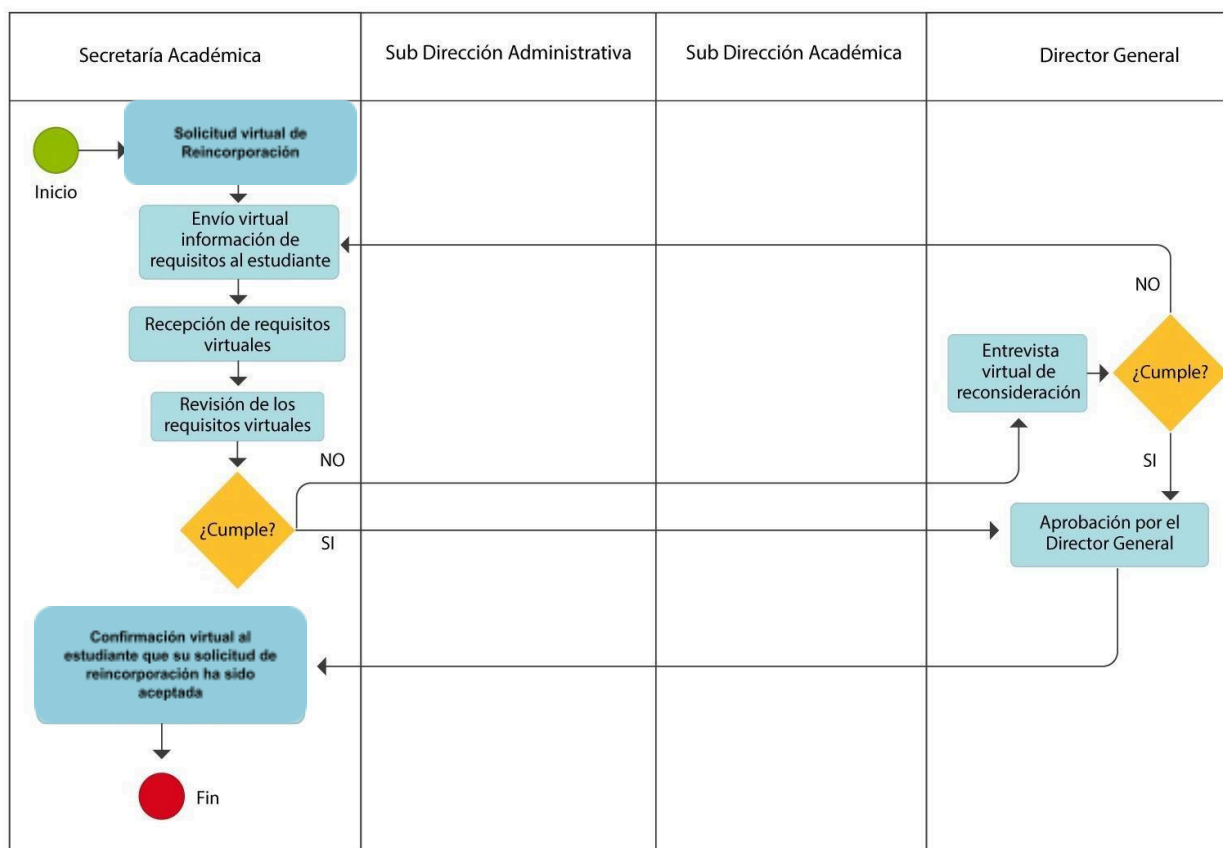 Secretaría Académica
Sub Dirección Administrativa
Sub Dirección Académica
Director General
Solicitud virtual de
Reincorporación
Inicio
Envío virtual
información de
requisitos al estudiante
NO
Recepción de requisitos
virtuales
Entrevista
virtual de
reconsideración
¿Cumple?
Revisión de los
requisitos virtuales
NO
SI
¿Cumple?
SI
Aprobación por el
Director General
Confirmación virtual al
estudiante que su solicitud de
reincorporación ha sido
aceptada
Fin